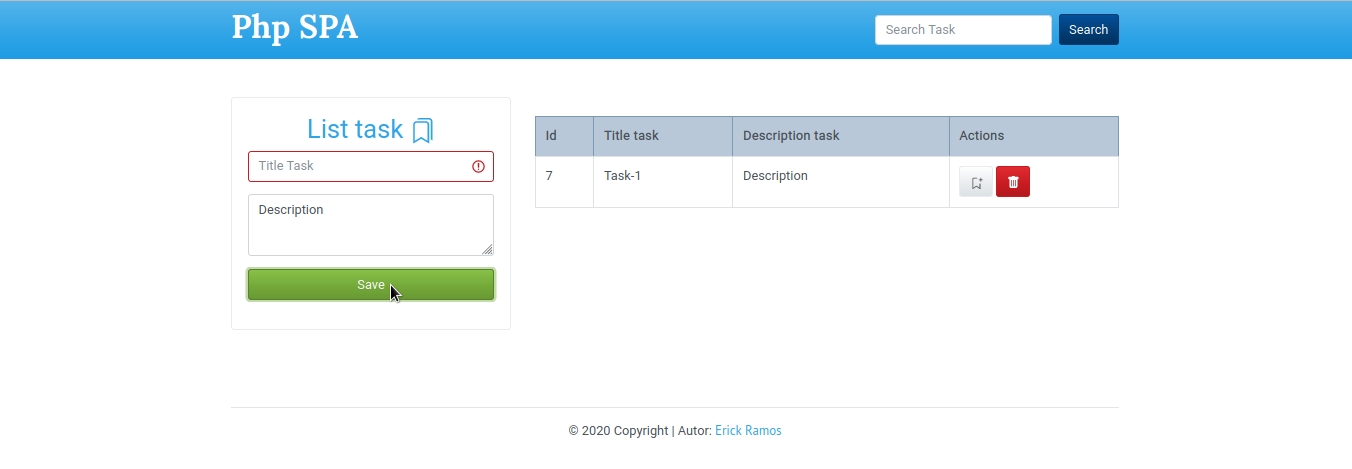 Php SPA
Search Task
Search
List task
Title Task
Description
Save
Id Title task Description task Actions
7 Task-1 Description
© 2020 Copyright | Autor: Erick Ramos